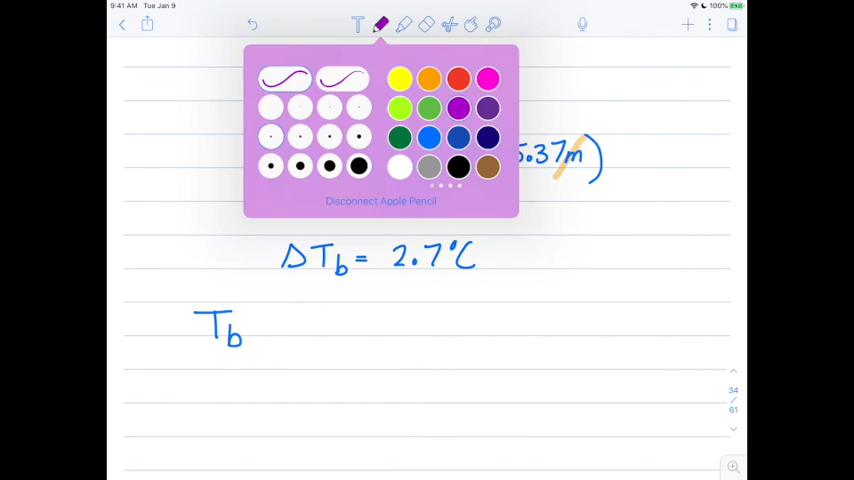 9:41 AM Tue Jan 9
100%
T
5.37m)
Disconnect Apple Pencil
ΔTb = 2.7°C
Tb
34
/
61